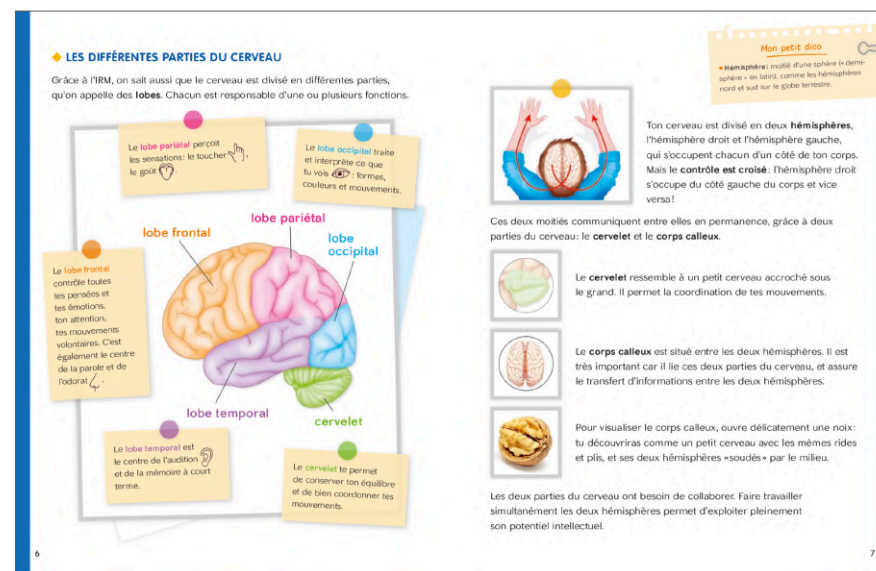 LES DIFFÉRENTES PARTIES DU CERVEAU
Grâce à l'IRM, on sait aussi que le cerveau est divisé en différentes parties,
qu'on appelle des lobes. Chacun est responsable d'une ou plusieurs fonctions.
Le lobe pariétal perçoit
les sensations : le toucher ,
le goût .
Le lobe occipital traite
et interprète ce que
tu vois : formes,
couleurs et mouvements.
lobe frontal
lobe pariétal
lobe
occipital
Le lobe frontal
contrôle toutes
tes pensées et
tes émotions,
ton attention,
tes mouvements
volontaires. C'est
également le centre
de la parole et de
l'odorat .
lobe temporal
cervelet
Le lobe temporal est
le centre de l'audition
et de la mémoire à court
terme.
Le cervelet te permet
de conserver ton équilibre
et de bien coordonner tes
mouvements.
6
Mon petit dico
Hémisphère : moitié d'une sphère (« demi-
sphère » en latin), comme les hémisphères
nord et sud sur le globe terrestre.
Ton cerveau est divisé en deux hémisphères,
l'hémisphère droit et l'hémisphère gauche,
qui s'occupent chacun d'un côté de ton corps.
Mais le contrôle est croisé : l'hémisphère droit
s'occupe du côté gauche du corps et vice
versa !
Ces deux moitiés communiquent entre elles en permanence, grâce à deux
parties du cerveau : le cervelet et le corps calleux.
Le cervelet ressemble à un petit cerveau accroché sous
le grand. Il permet la coordination de tes mouvements.
Le corps calleux est situé entre les deux hémisphères. Il est
très important car il lie ces deux parties du cerveau, et assure
le transfert d'informations entre les deux hémisphères.
Pour visualiser le corps calleux, ouvre délicatement une noix :
tu découvriras comme un petit cerveau avec les mêmes rides
et plis, et ses deux hémisphères «soudés» par le milieu.
Les deux parties du cerveau ont besoin de collaborer. Faire travailler
simultanément les deux hémisphères permet d'exploiter pleinement
son potentiel intellectuel.
7